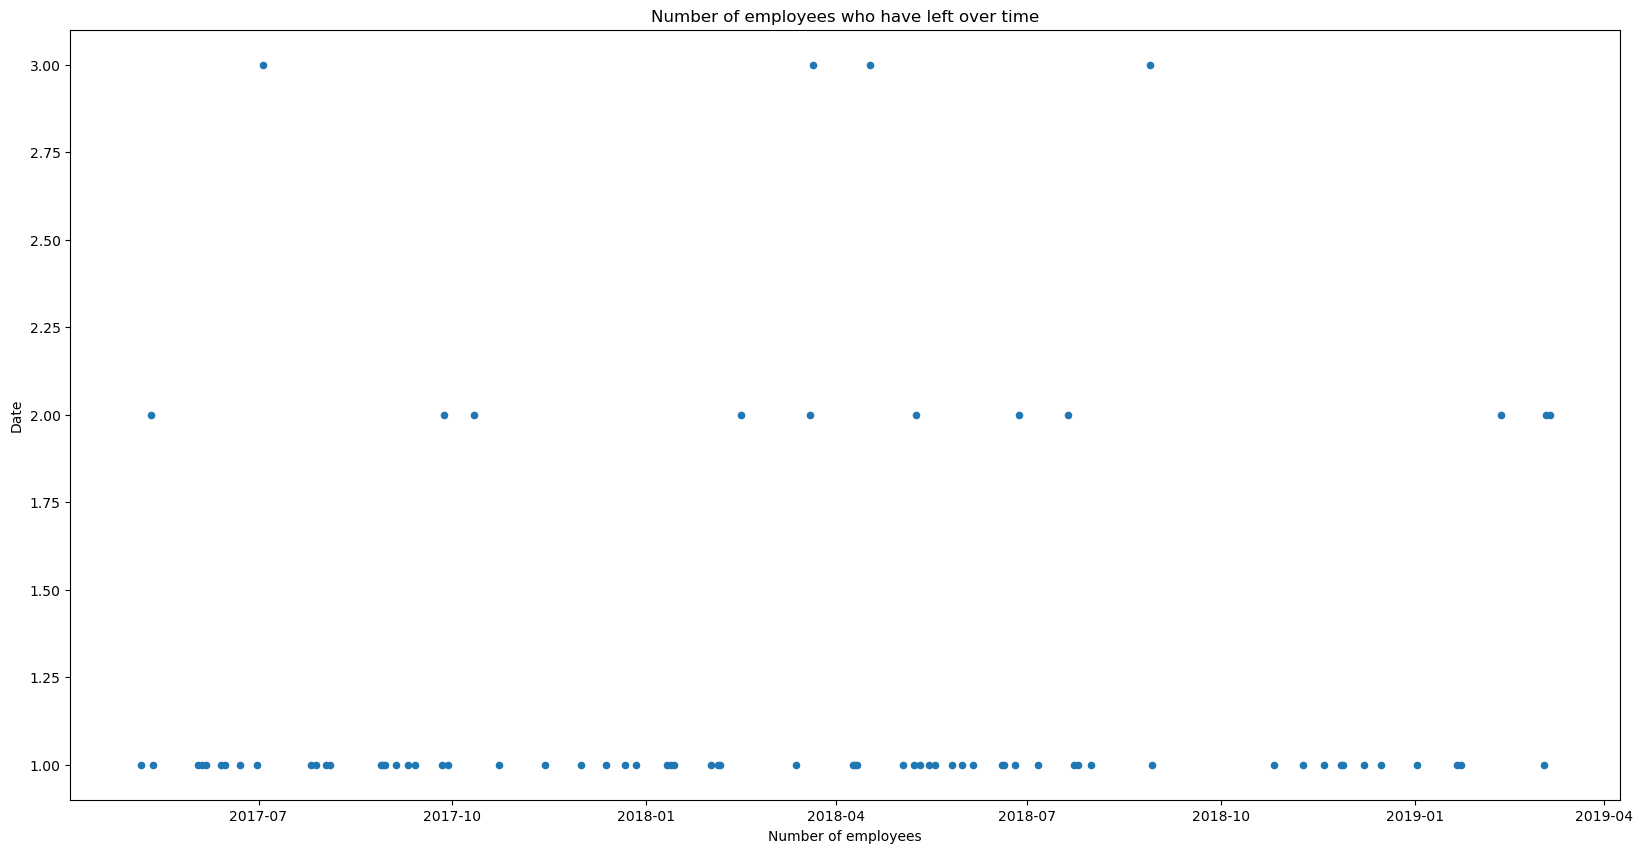 Number of employees who have left over time
3.00
2.75
2.50
2.25
2.00
1.75
1.50
1.25
1.00
Date
2017-07 2017-10 2018-01 2018-04 2018-07 2018-10 2019-01 2019-04
Number of employees